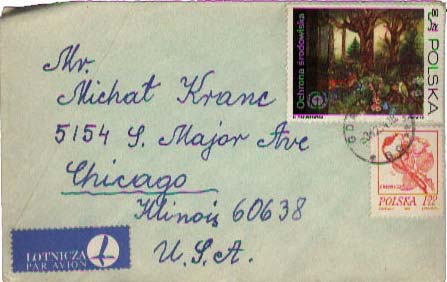 Mr.
Michał Kranc
5154 S. Major Ave
Chicago
Illinois 60638
U.S.A.
Ochrona środowiska
POLSKA
POLSKA
LOTNICZA
PAR AVION